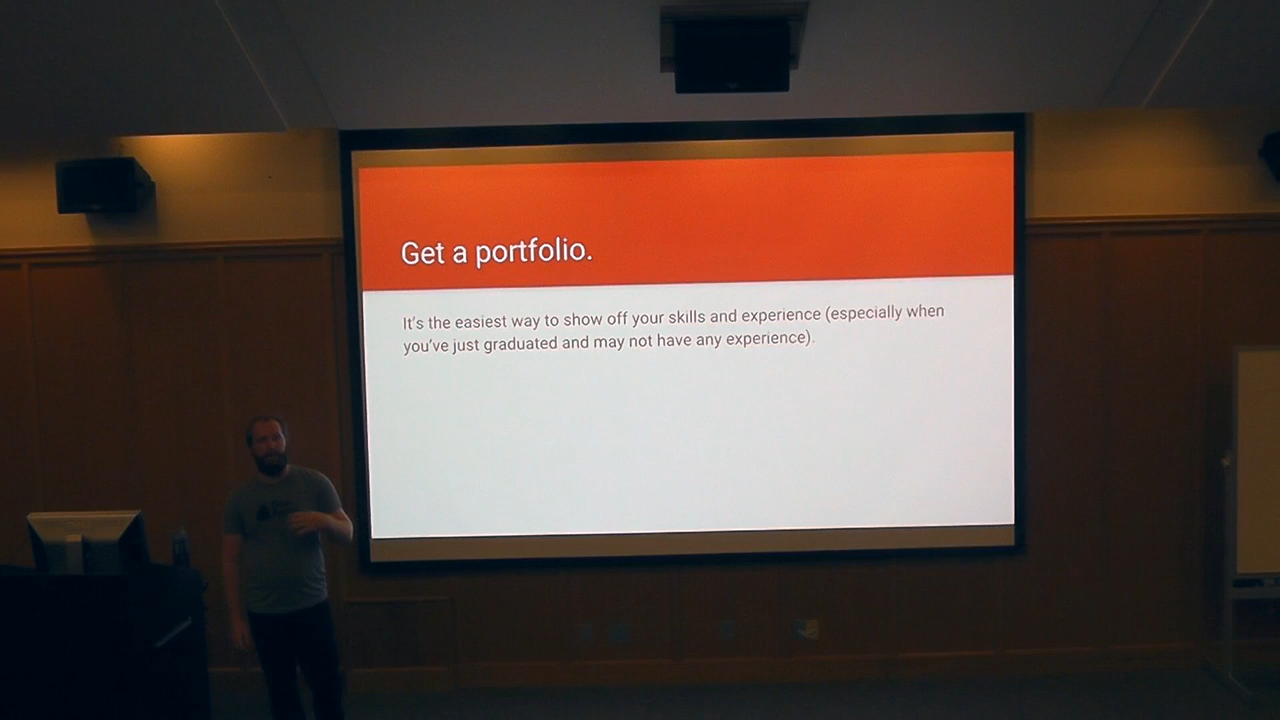 Get a portfolio.
It's the easiest way to show off your skills and experience (especially when
you've just graduated and may not have any experience).